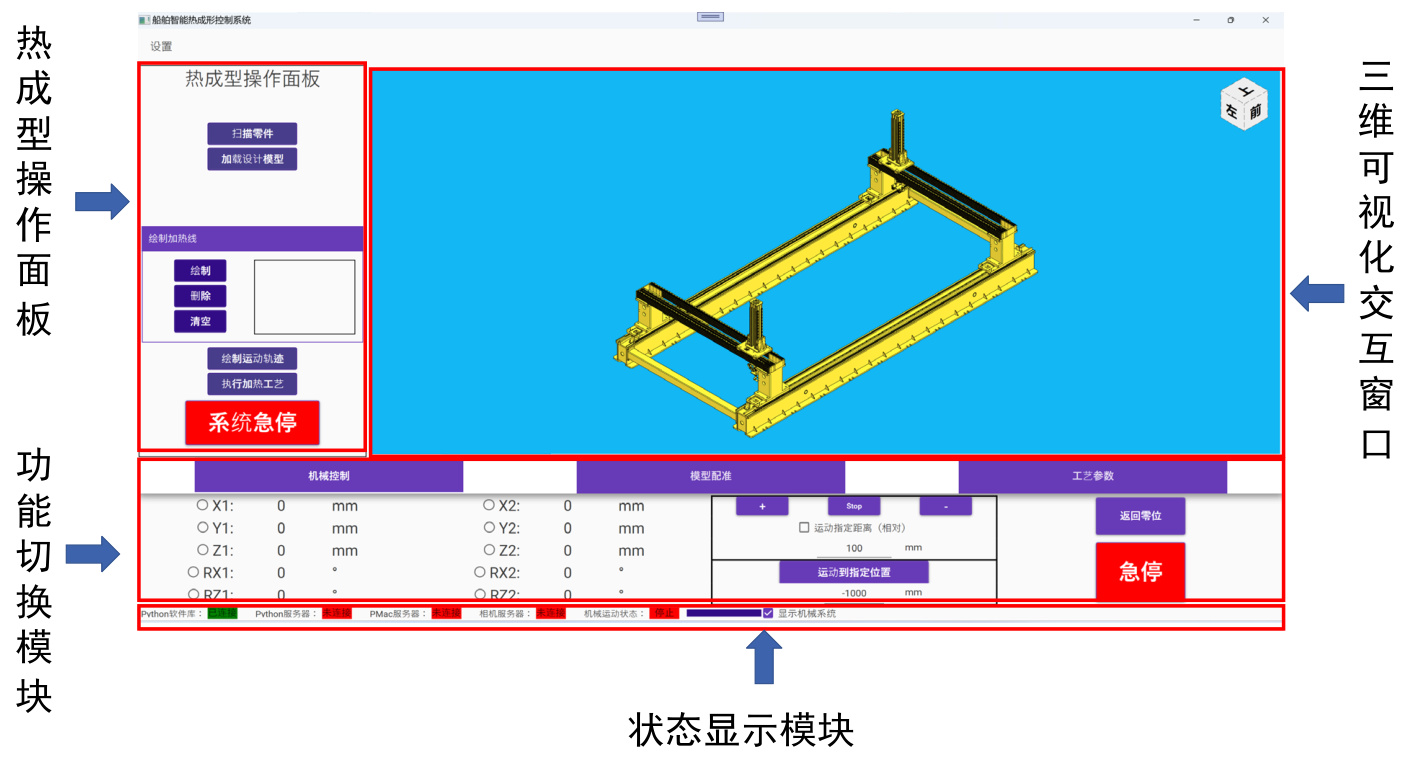 船舶智能热成形控制系统
设置
热成型操作面板
热成型操作面板
扫描零件
加载设计模型
绘制加热线
绘制
删除
清空
绘制运动轨迹
执行加热工艺
系统急停
上
左 前
三维可视化交互窗口
功能切换模块
机械控制 模型配准 工艺参数
X1: 0 mm X2: 0 mm
Y1: 0 mm Y2: 0 mm
Z1: 0 mm Z2: 0 mm
RX1: 0 ° RX2: 0 °
RZ1: 0 ° RZ2: 0 °
+ Stop -
运动指定距离（相对）
100 mm
运动到指定位置
-1000 mm
返回零位
急停
Python软件库： 已连接 Python服务器： 未连接 PMac服务器： 未连接 相机服务器： 未连接 机械运动状态： 停止 显示机械系统
状态显示模块